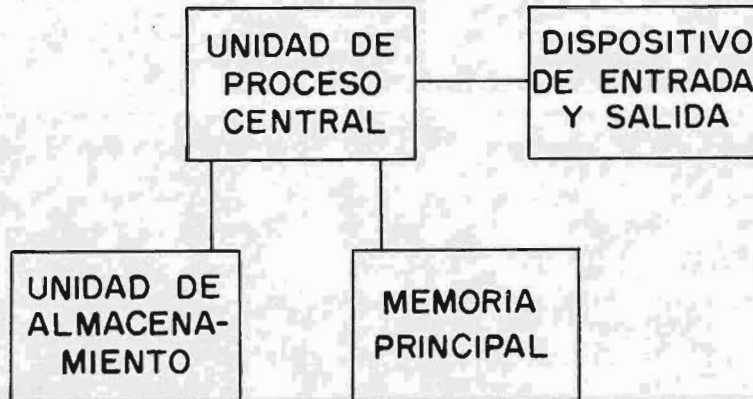 UNIDAD DE
PROCESO
CENTRAL
DISPOSITIVO
DE ENTRADA
Y SALIDA
UNIDAD DE
ALMACENA-
MIENTO
MEMORIA
PRINCIPAL